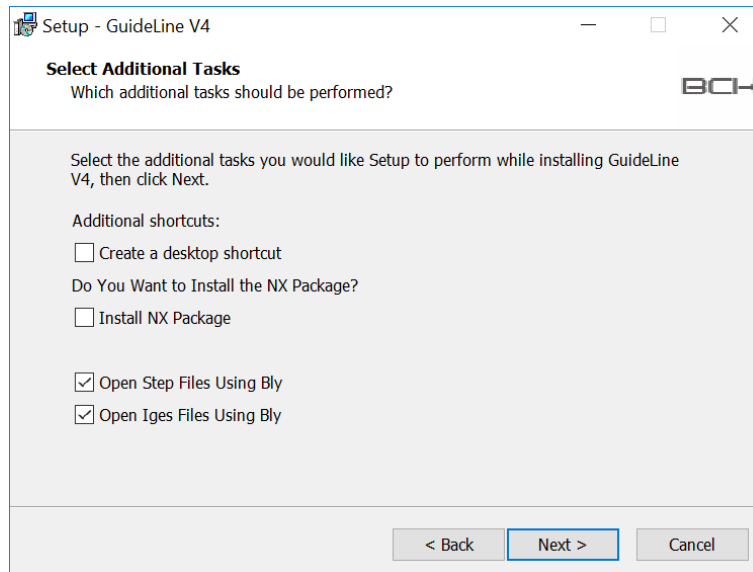 Setup - GuideLine V4
Select Additional Tasks
Which additional tasks should be performed?
Select the additional tasks you would like Setup to perform while installing GuideLine
V4, then click Next.
Additional shortcuts:
Create a desktop shortcut
Do You Want to Install the NX Package?
Install NX Package
Open Step Files Using Bly
Open Iges Files Using Bly
< Back
Next >
Cancel